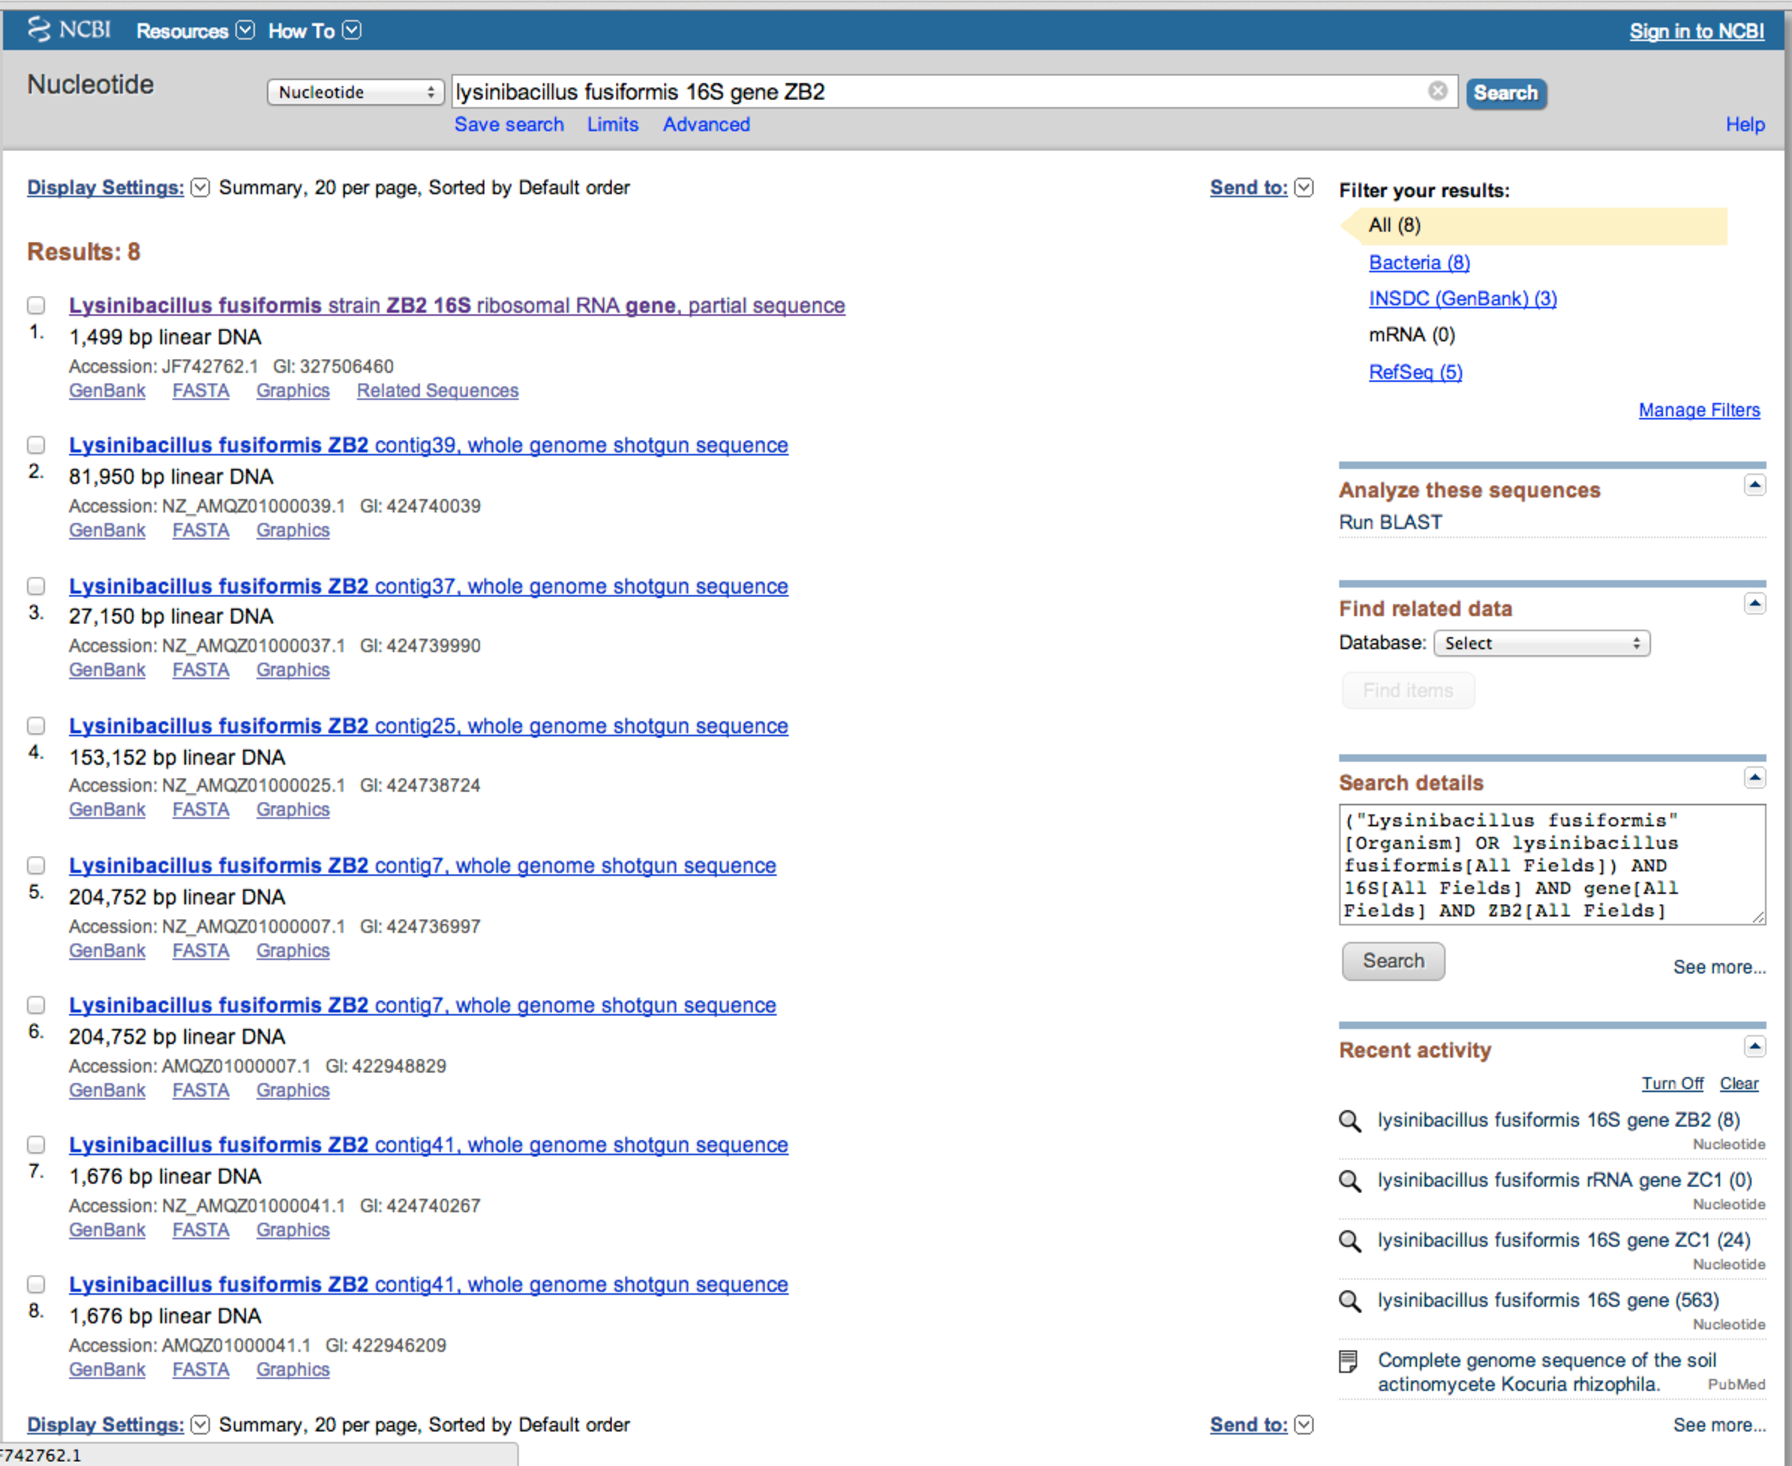 NCBI Resources How To Sign in to NCBI
Nucleotide Nucleotide lysinibacillus fusiformis 16S gene ZB2 Search
Save search Limits Advanced Help
Display Settings: Summary, 20 per page, Sorted by Default order Send to:
Results: 8
Lysinibacillus fusiformis strain ZB2 16S ribosomal RNA gene, partial sequence
1. 1,499 bp linear DNA
Accession: JF742762.1 GI: 327506460
GenBank FASTA Graphics Related Sequences
Lysinibacillus fusiformis ZB2 contig39, whole genome shotgun sequence
2. 81,950 bp linear DNA
Accession: NZ_AMQZ01000039.1 GI: 424740039
GenBank FASTA Graphics
Lysinibacillus fusiformis ZB2 contig37, whole genome shotgun sequence
3. 27,150 bp linear DNA
Accession: NZ_AMQZ01000037.1 GI: 424739990
GenBank FASTA Graphics
Lysinibacillus fusiformis ZB2 contig25, whole genome shotgun sequence
4. 153,152 bp linear DNA
Accession: NZ_AMQZ01000025.1 GI: 424738724
GenBank FASTA Graphics
Lysinibacillus fusiformis ZB2 contig7, whole genome shotgun sequence
5. 204,752 bp linear DNA
Accession: NZ_AMQZ01000007.1 GI: 424736997
GenBank FASTA Graphics
Lysinibacillus fusiformis ZB2 contig7, whole genome shotgun sequence
6. 204,752 bp linear DNA
Accession: AMQZ01000007.1 GI: 422948829
GenBank FASTA Graphics
Lysinibacillus fusiformis ZB2 contig41, whole genome shotgun sequence
7. 1,676 bp linear DNA
Accession: NZ_AMQZ01000041.1 GI: 424740267
GenBank FASTA Graphics
Lysinibacillus fusiformis ZB2 contig41, whole genome shotgun sequence
8. 1,676 bp linear DNA
Accession: AMQZ01000041.1 GI: 422946209
GenBank FASTA Graphics
Display Settings: Summary, 20 per page, Sorted by Default order Send to:
F742762.1
Filter your results:
All (8)
Bacteria (8)
INSDC (GenBank) (3)
mRNA (0)
RefSeq (5)
Manage Filters
Analyze these sequences
Run BLAST
Find related data
Database: Select
Find items
Search details
("Lysinibacillus fusiformis"
[Organism] OR lysinibacillus
fusiformis[All Fields]) AND
16S[All Fields] AND gene[All
Fields] AND ZB2[All Fields]
Search
See more...
Recent activity
Turn Off Clear
lysinibacillus fusiformis 16S gene ZB2 (8)
Nucleotide
lysinibacillus fusiformis rRNA gene ZC1 (0)
Nucleotide
lysinibacillus fusiformis 16S gene ZC1 (24)
Nucleotide
lysinibacillus fusiformis 16S gene (563)
Nucleotide
Complete genome sequence of the soil
actinomycete Kocuria rhizophila. PubMed
See more...